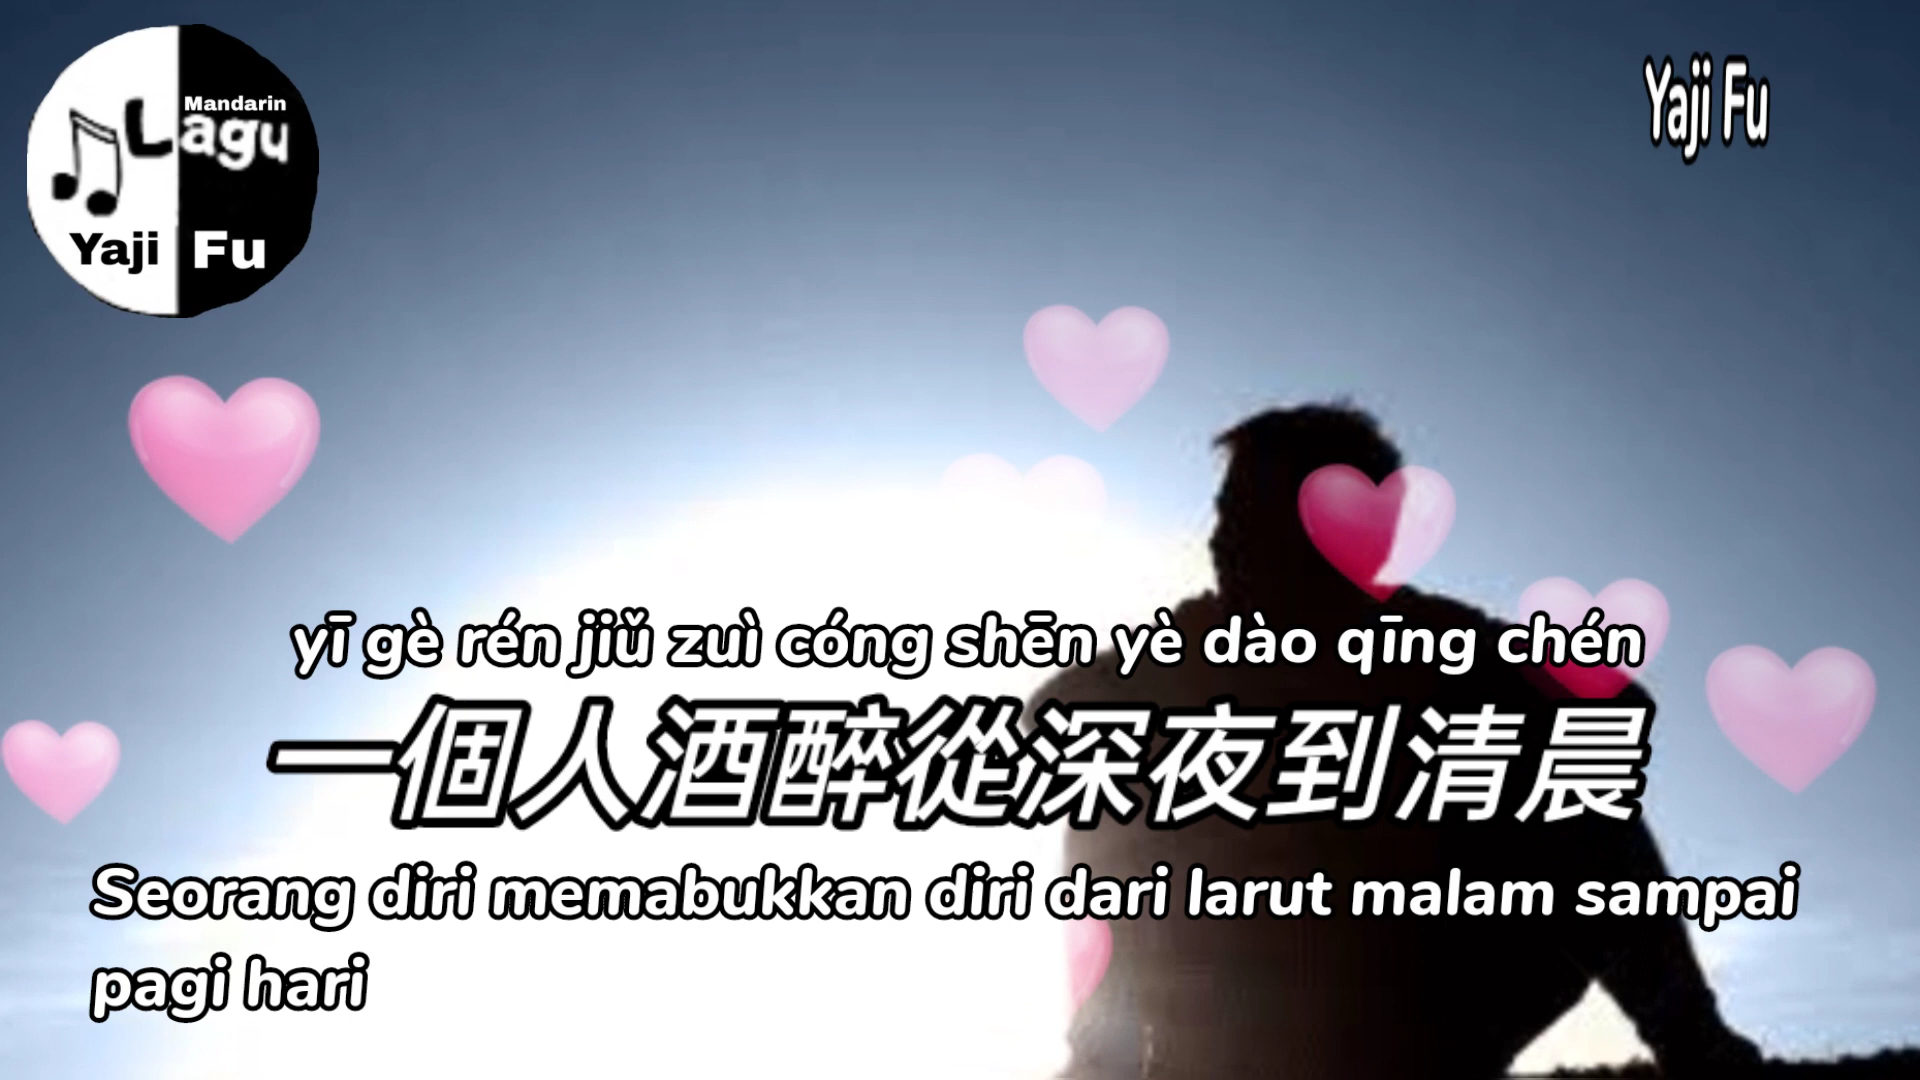 Mandarin
Lagu
Yaji Fu
Yaji Fu
yī gè rén jiǔ zuì cóng shēn yè dào qīng chén
一個人酒醉從深夜到清晨
Seorang diri memabukkan diri dari larut malam sampai
pagi hari